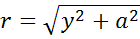 r = √(y² + a²)